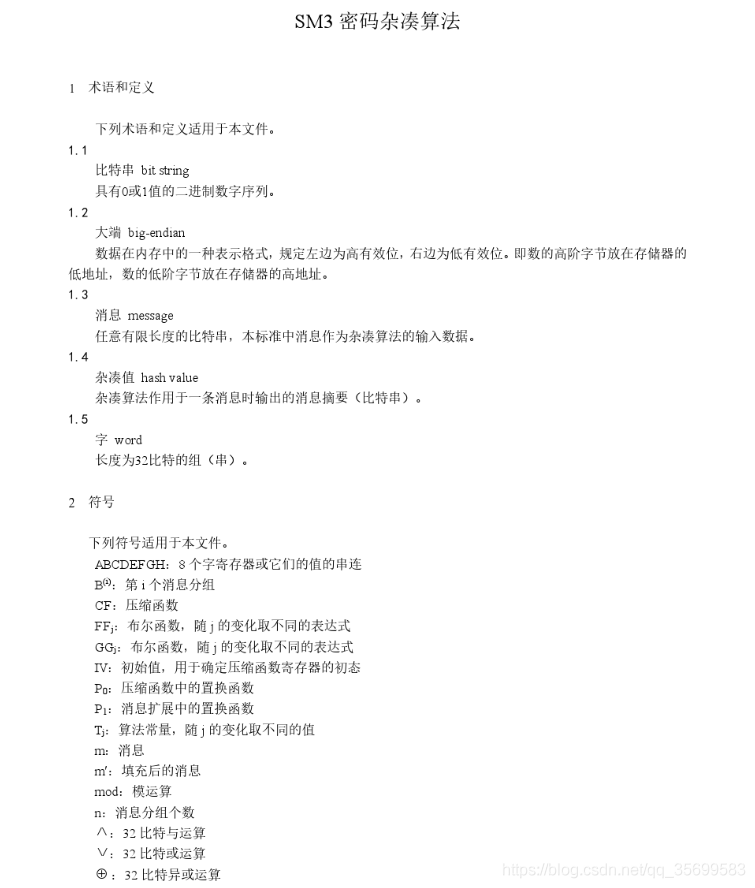 SM3 密码杂凑算法
1 术语和定义
下列术语和定义适用于本文件。
1.1
比特串 bit string
具有0或1值的二进制数字序列。
1.2
大端 big-endian
数据在内存中的一种表示格式，规定左边为高有效位，右边为低有效位。即数的高阶字节放在存储器的
低地址，数的低阶字节放在存储器的高地址。
1.3
消息 message
任意有限长度的比特串，本标准中消息作为杂凑算法的输入数据。
1.4
杂凑值 hash value
杂凑算法作用于一条消息时输出的消息摘要（比特串）。
1.5
字 word
长度为32比特的组（串）。
2 符号
下列符号适用于本文件。
ABCDEFGH：8 个字寄存器或它们的值的串连
B⁽ⁱ⁾：第 i 个消息分组
CF：压缩函数
FFⱼ：布尔函数，随 j 的变化取不同的表达式
GGⱼ：布尔函数，随 j 的变化取不同的表达式
IV：初始值，用于确定压缩函数寄存器的初态
P₀：压缩函数中的置换函数
P₁：消息扩展中的置换函数
Tⱼ：算法常量，随 j 的变化取不同的值
m：消息
m′：填充后的消息
mod：模运算
n：消息分组个数
∧：32 比特与运算
∨：32 比特或运算
⊕：32 比特异或运算
https://blog.csdn.net/qq_35699583